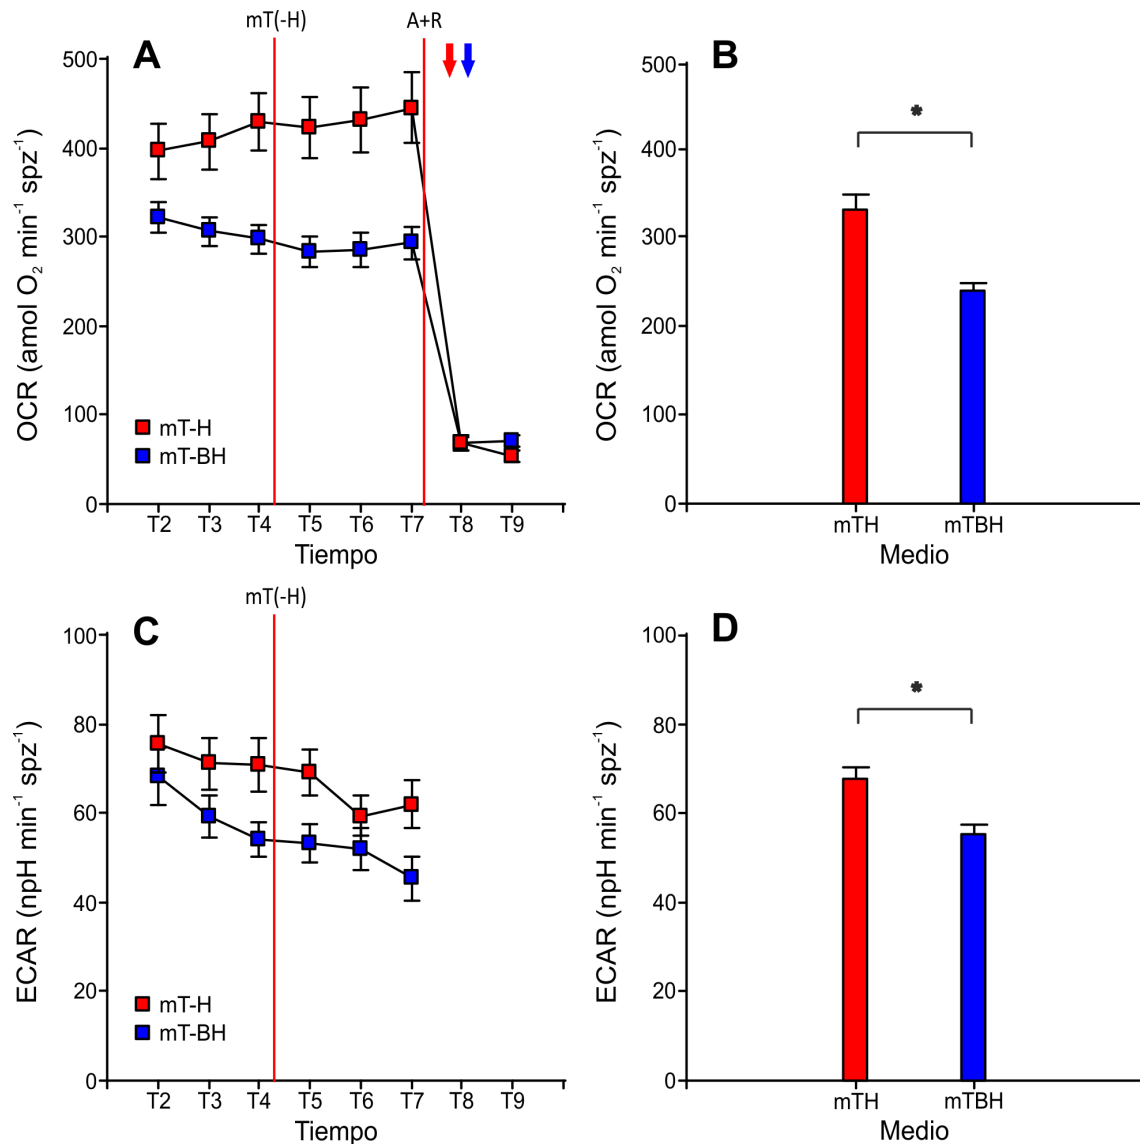 mT(-H)
A+R
A
500
400
300
200
100
0
OCR (amol O₂ min⁻¹ spz⁻¹)
mT-H
mT-BH
T2 T3 T4 T5 T6 T7 T8 T9
Tiempo
B
*
500
400
300
200
100
0
OCR (amol O₂ min⁻¹ spz⁻¹)
mTH mTBH
Medio
mT(-H)
C
100
80
60
40
20
0
ECAR (npH min⁻¹ spz⁻¹)
mT-H
mT-BH
T2 T3 T4 T5 T6 T7 T8 T9
Tiempo
D
*
100
80
60
40
20
0
ECAR (npH min⁻¹ spz⁻¹)
mTH mTBH
Medio